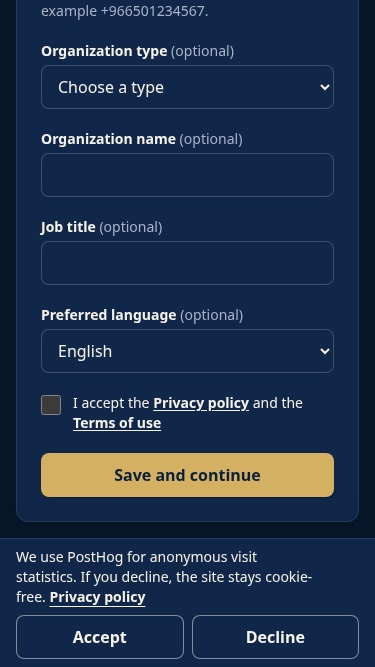 example +966501234567.
Organization type (optional)
Choose a type
Organization name (optional)
Job title (optional)
Preferred language (optional)
English
I accept the Privacy policy and the
Terms of use
Save and continue
We use PostHog for anonymous visit
statistics. If you decline, the site stays cookie-
free. Privacy policy
Accept
Decline